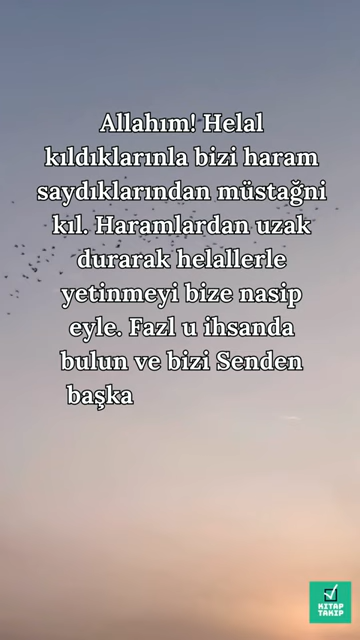 Allahım! Helal
kıldıklarınla bizi haram
saydıklarından müstağni
kıl. Haramlardan uzak
durarak helallerle
yetinmeyi bize nasip
eyle. Fazl u ihsanda
bulun ve bizi Senden
başka
KİTAP
TAKİP